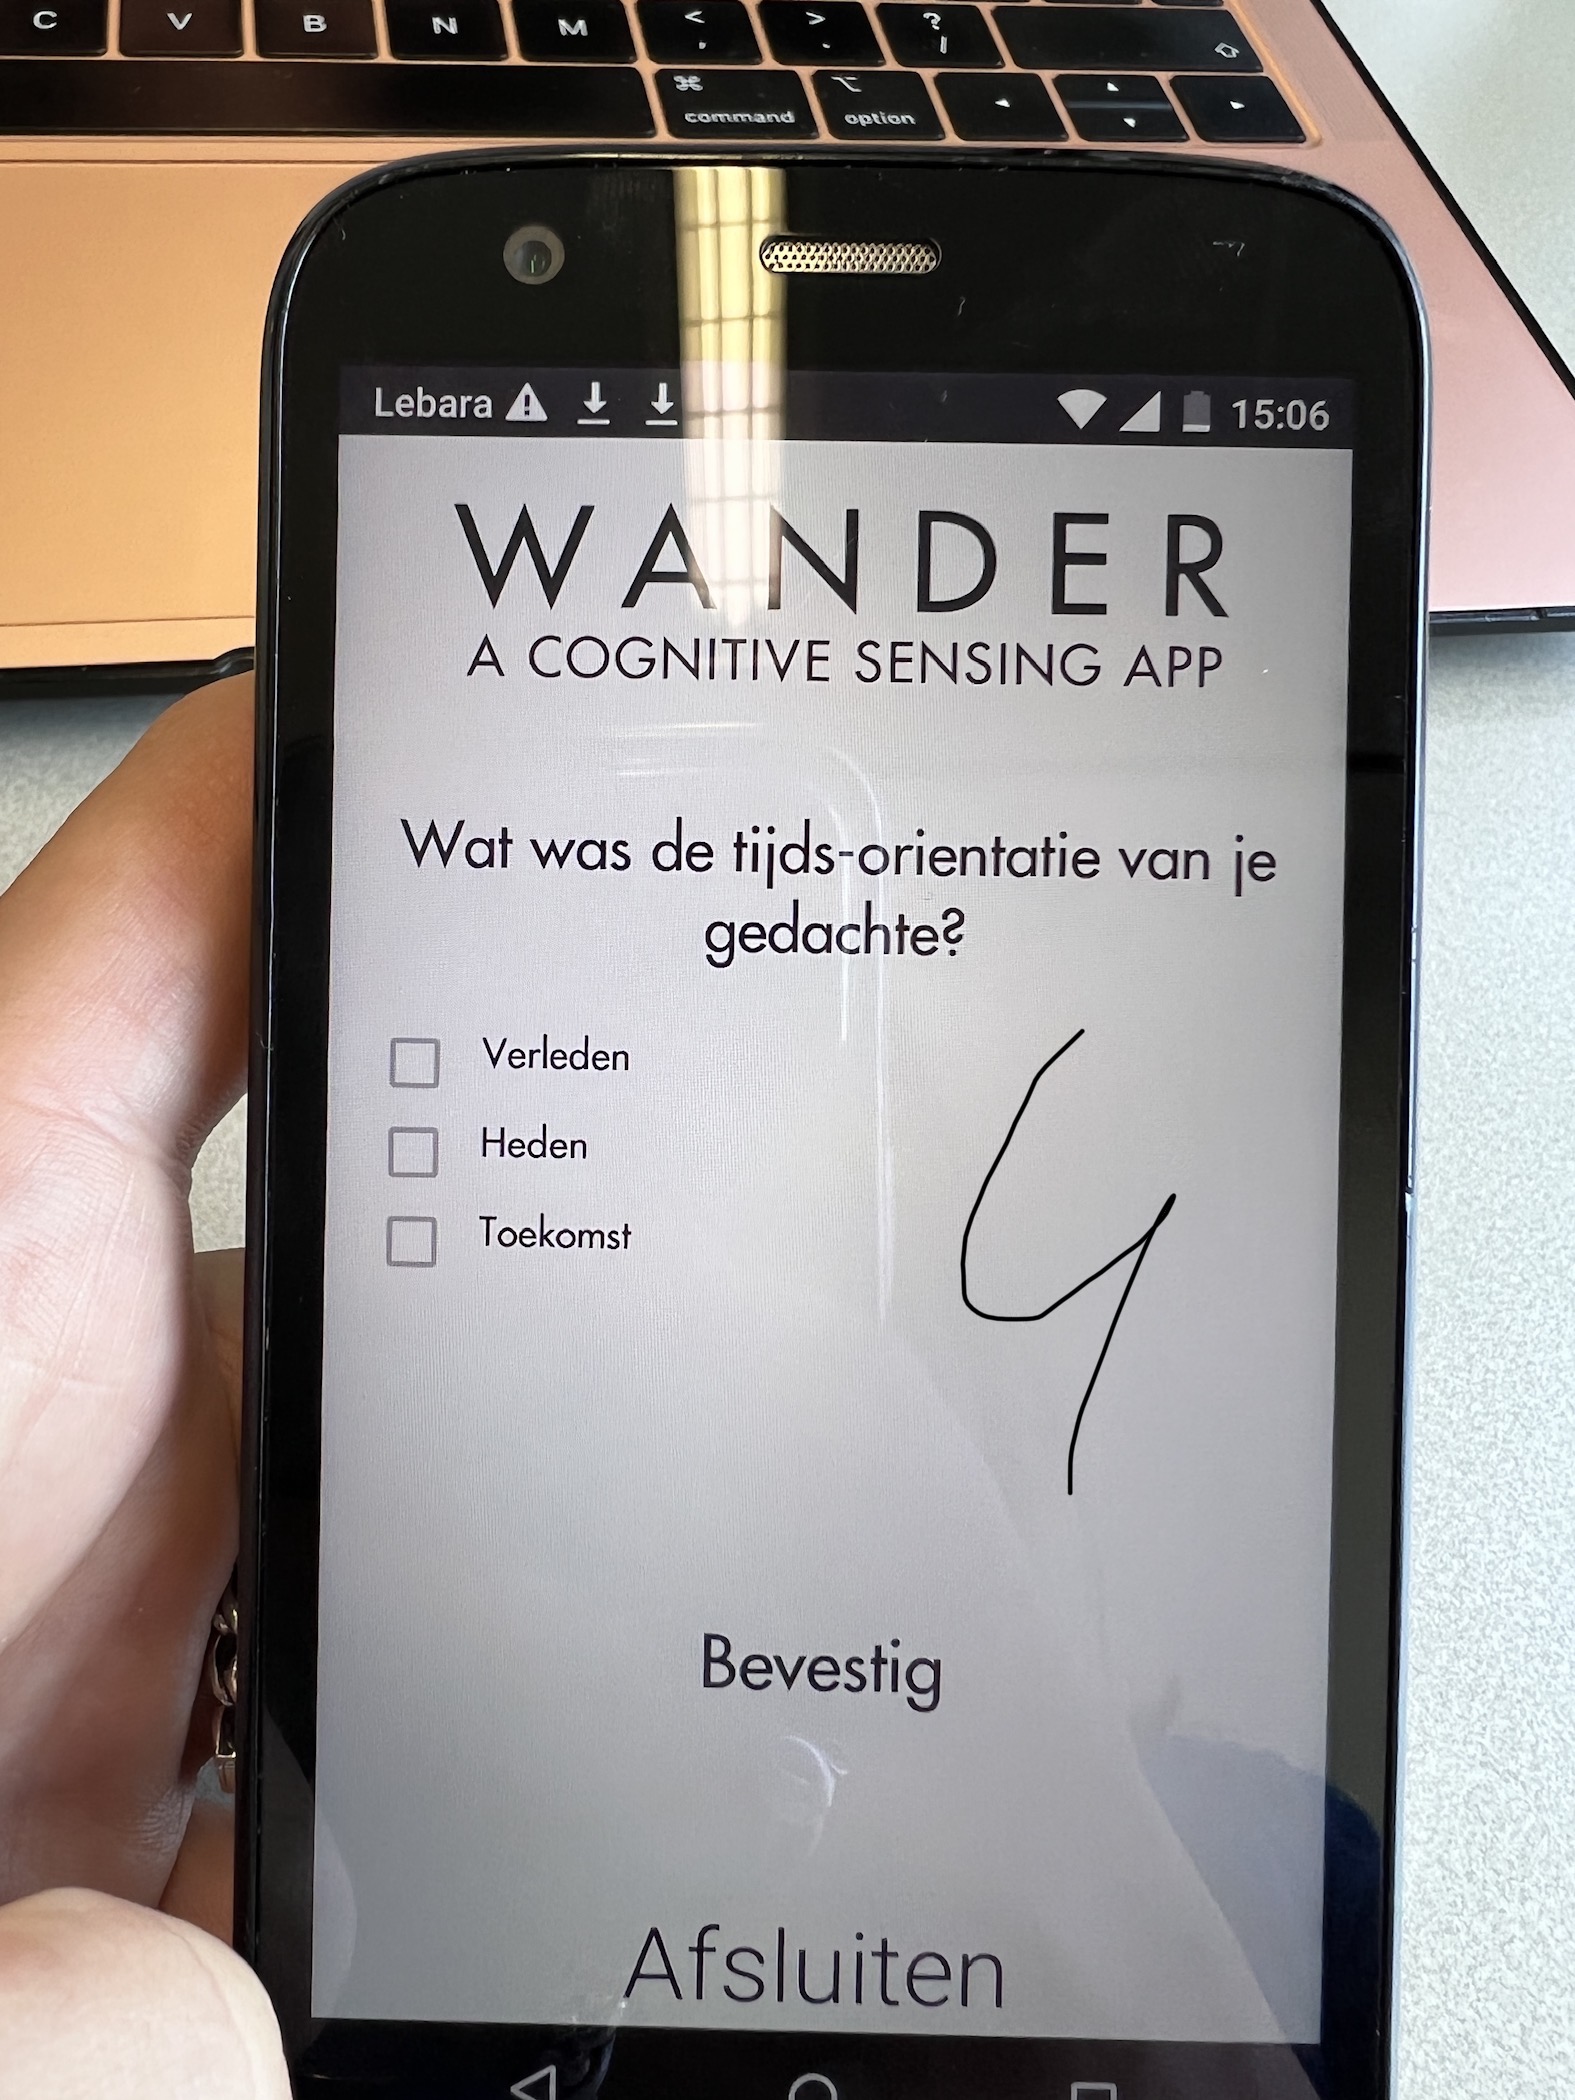 C V B N M < , > . ? /
⌘ ⌥
command option
Lebara 15:06
WANDER
A COGNITIVE SENSING APP
Wat was de tijds-orientatie van je
gedachte?
Verleden
Heden
Toekomst
4
Bevestig
Afsluiten